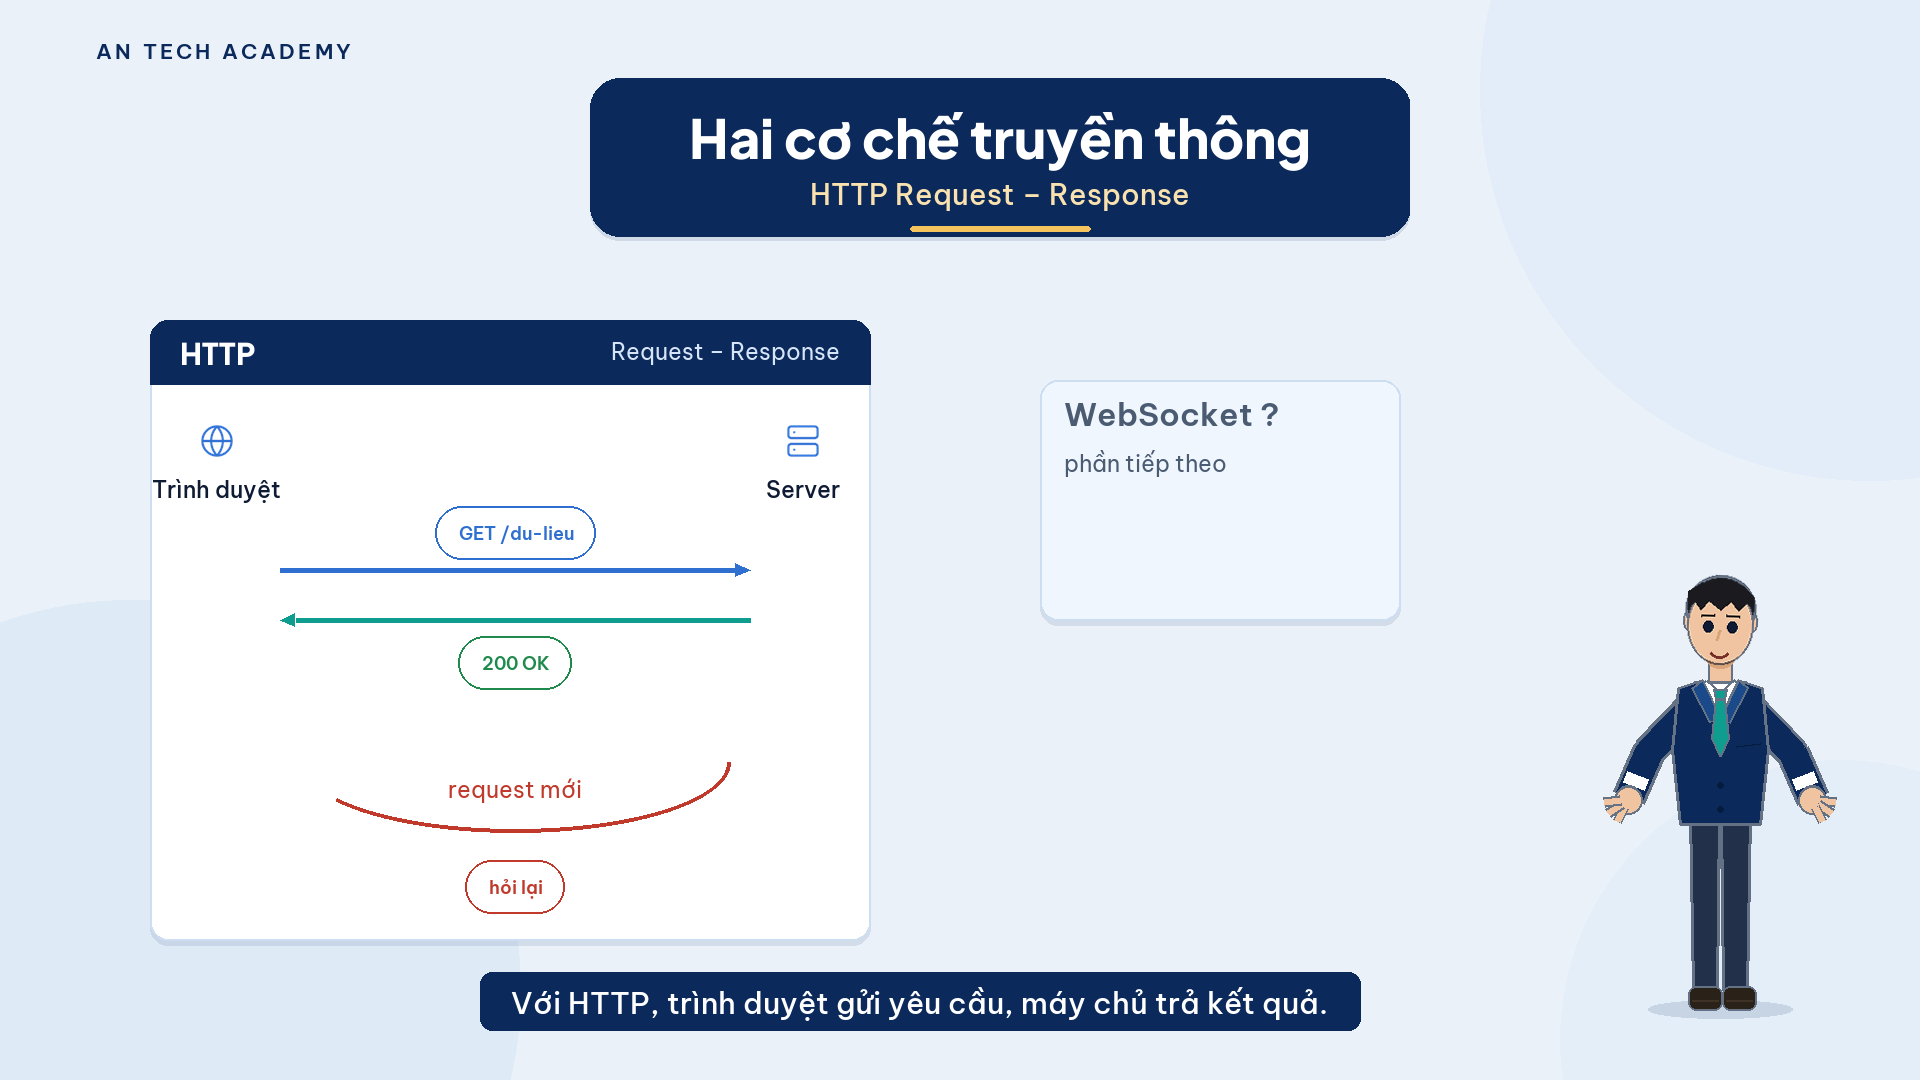 AN TECH ACADEMY
Hai cơ chế truyền thông
HTTP Request – Response
HTTP
Request – Response
Trình duyệt
Server
GET /du-lieu
200 OK
request mới
hỏi lại
WebSocket ?
phần tiếp theo
Với HTTP, trình duyệt gửi yêu cầu, máy chủ trả kết quả.